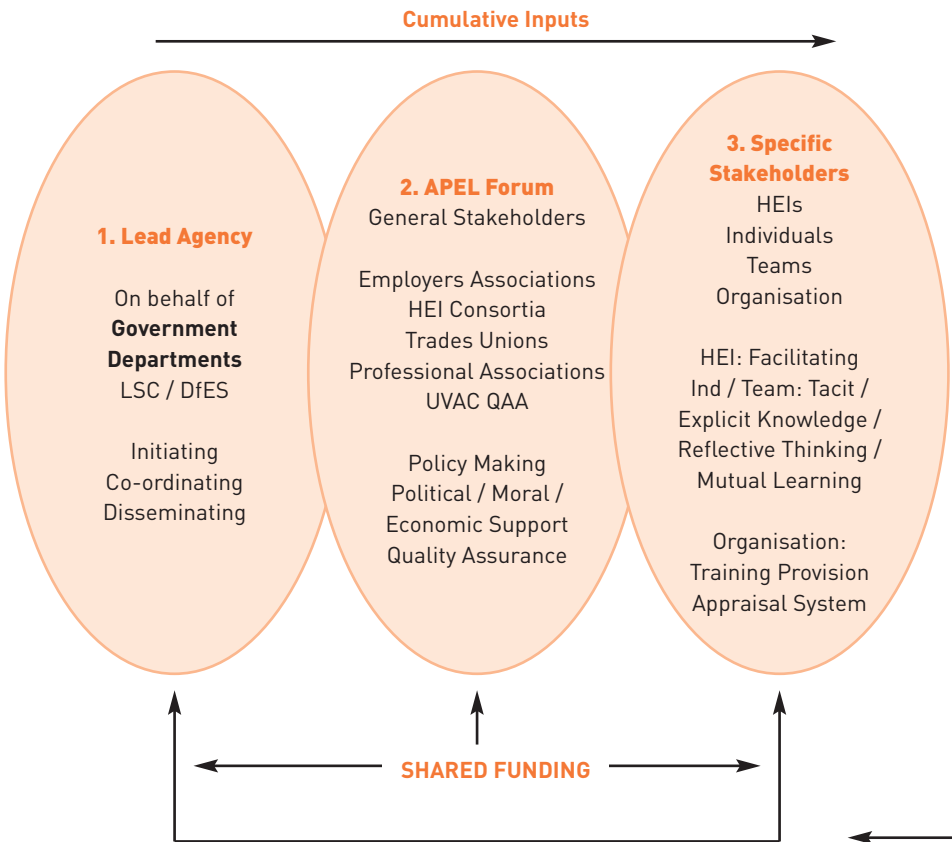 Cumulative Inputs
1. Lead Agency
On behalf of
Government
Departments
LSC / DfES
Initiating
Co-ordinating
Disseminating
2. APEL Forum
General Stakeholders
Employers Associations
HEI Consortia
Trades Unions
Professional Associations
UVAC QAA
Policy Making
Political / Moral /
Economic Support
Quality Assurance
3. Specific
Stakeholders
HEIs
Individuals
Teams
Organisation
HEI: Facilitating
Ind / Team: Tacit /
Explicit Knowledge /
Reflective Thinking /
Mutual Learning
Organisation:
Training Provision
Appraisal System
SHARED FUNDING